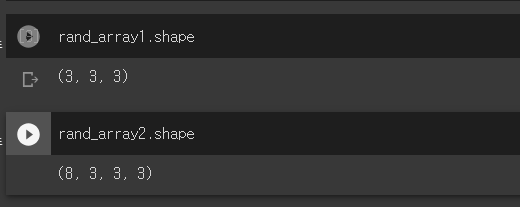 rand_array1.shape
(3, 3, 3)
rand_array2.shape
(8, 3, 3, 3)